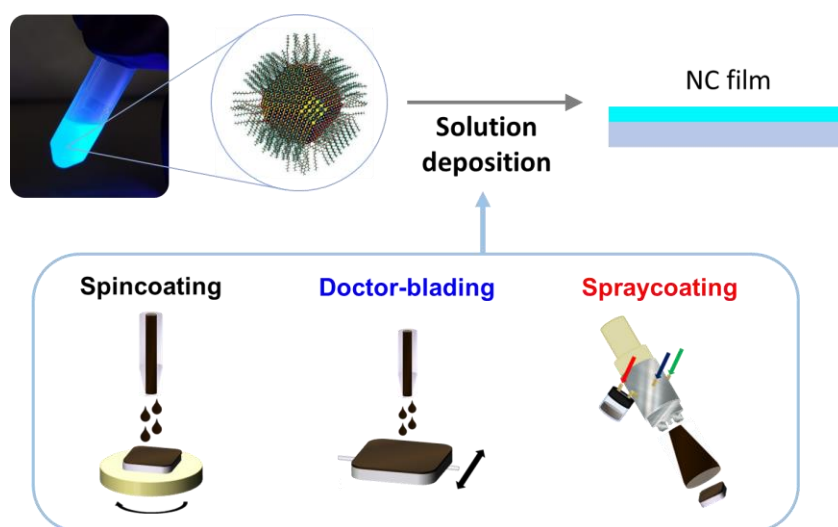 NC film
Solution
deposition
Spincoating
Doctor-blading
Spraycoating